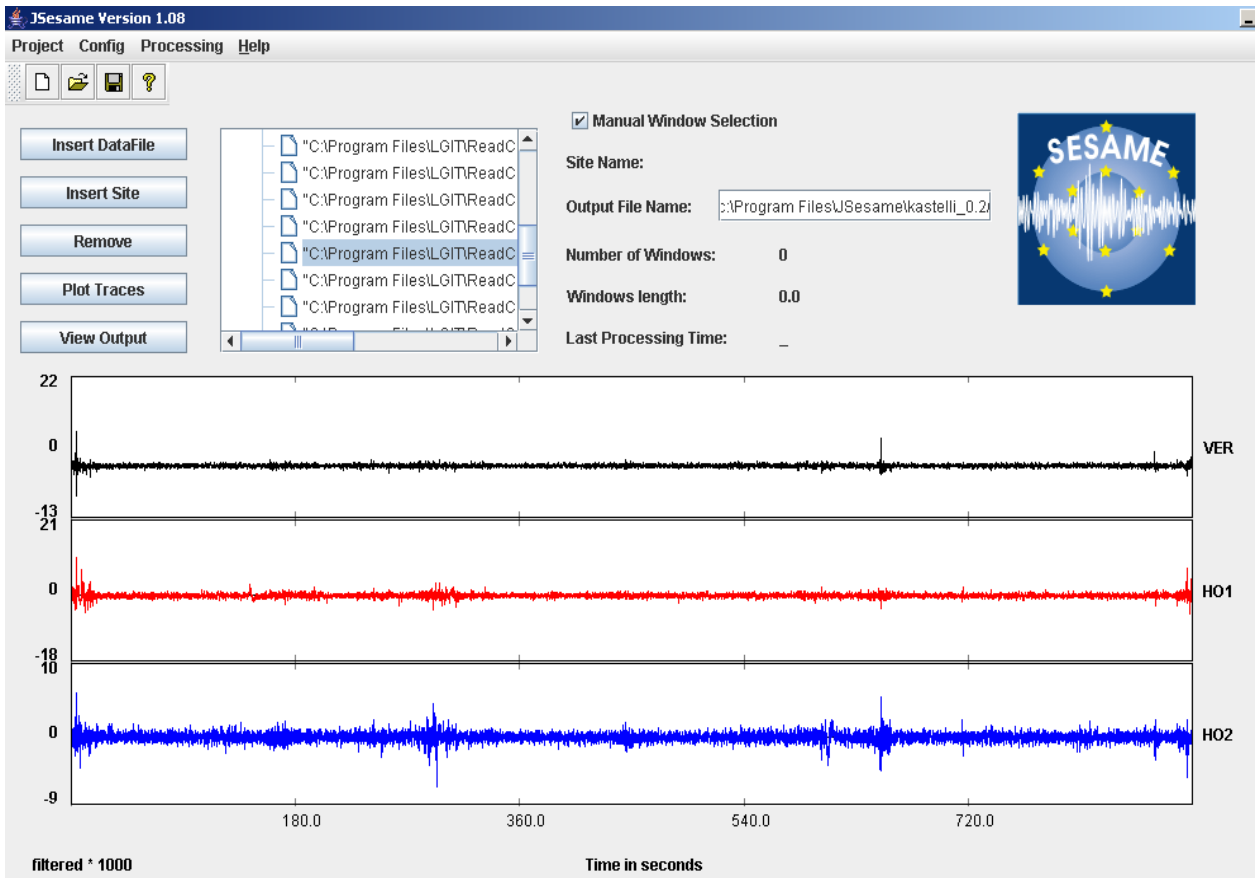 JSesame Version 1.08
Project Config Processing Help
Insert DataFile
Insert Site
Remove
Plot Traces
View Output
"C:\Program Files\LGIT\ReadC
"C:\Program Files\LGIT\ReadC
"C:\Program Files\LGIT\ReadC
"C:\Program Files\LGIT\ReadC
"C:\Program Files\LGIT\ReadC
"C:\Program Files\LGIT\ReadC
"C:\Program Files\LGIT\ReadC
Manual Window Selection
Site Name:
Output File Name: c:\Program Files\JSesame\kastelli_0.2
Number of Windows: 0
Windows length: 0.0
Last Processing Time: _
SESAME
22
0
-13
VER
21
0
-18
HO1
10
0
-9
HO2
180.0 360.0 540.0 720.0
filtered * 1000 Time in seconds